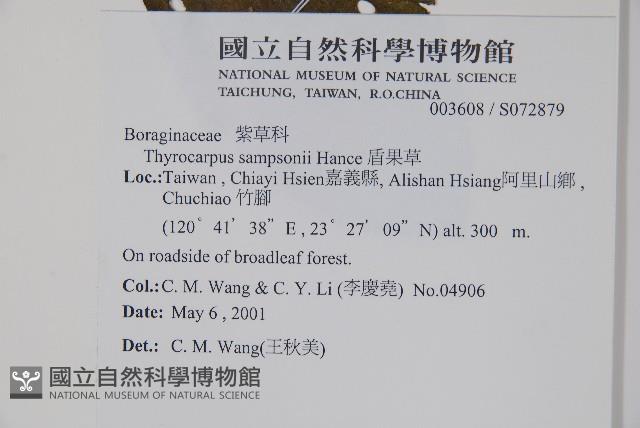 國立自然科學博物館
NATIONAL MUSEUM OF NATURAL SCIENCE
TAICHUNG, TAIWAN, R.O.CHINA
003608 / S072879
Boraginaceae 紫草科
Thyrocarpus sampsonii Hance 盾果草
Loc.:Taiwan , Chiayi Hsien嘉義縣, Alishan Hsiang阿里山鄉 ,
Chuchiao 竹腳
(120° 41' 38" E , 23° 27' 09" N) alt. 300 m.
On roadside of broadleaf forest.
Col.: C. M. Wang & C. Y. Li (李慶堯) No.04906
Date: May 6 , 2001
Det.: C. M. Wang(王秋美)
國立自然科學博物館
NATIONAL MUSEUM OF NATURAL SCIENCE